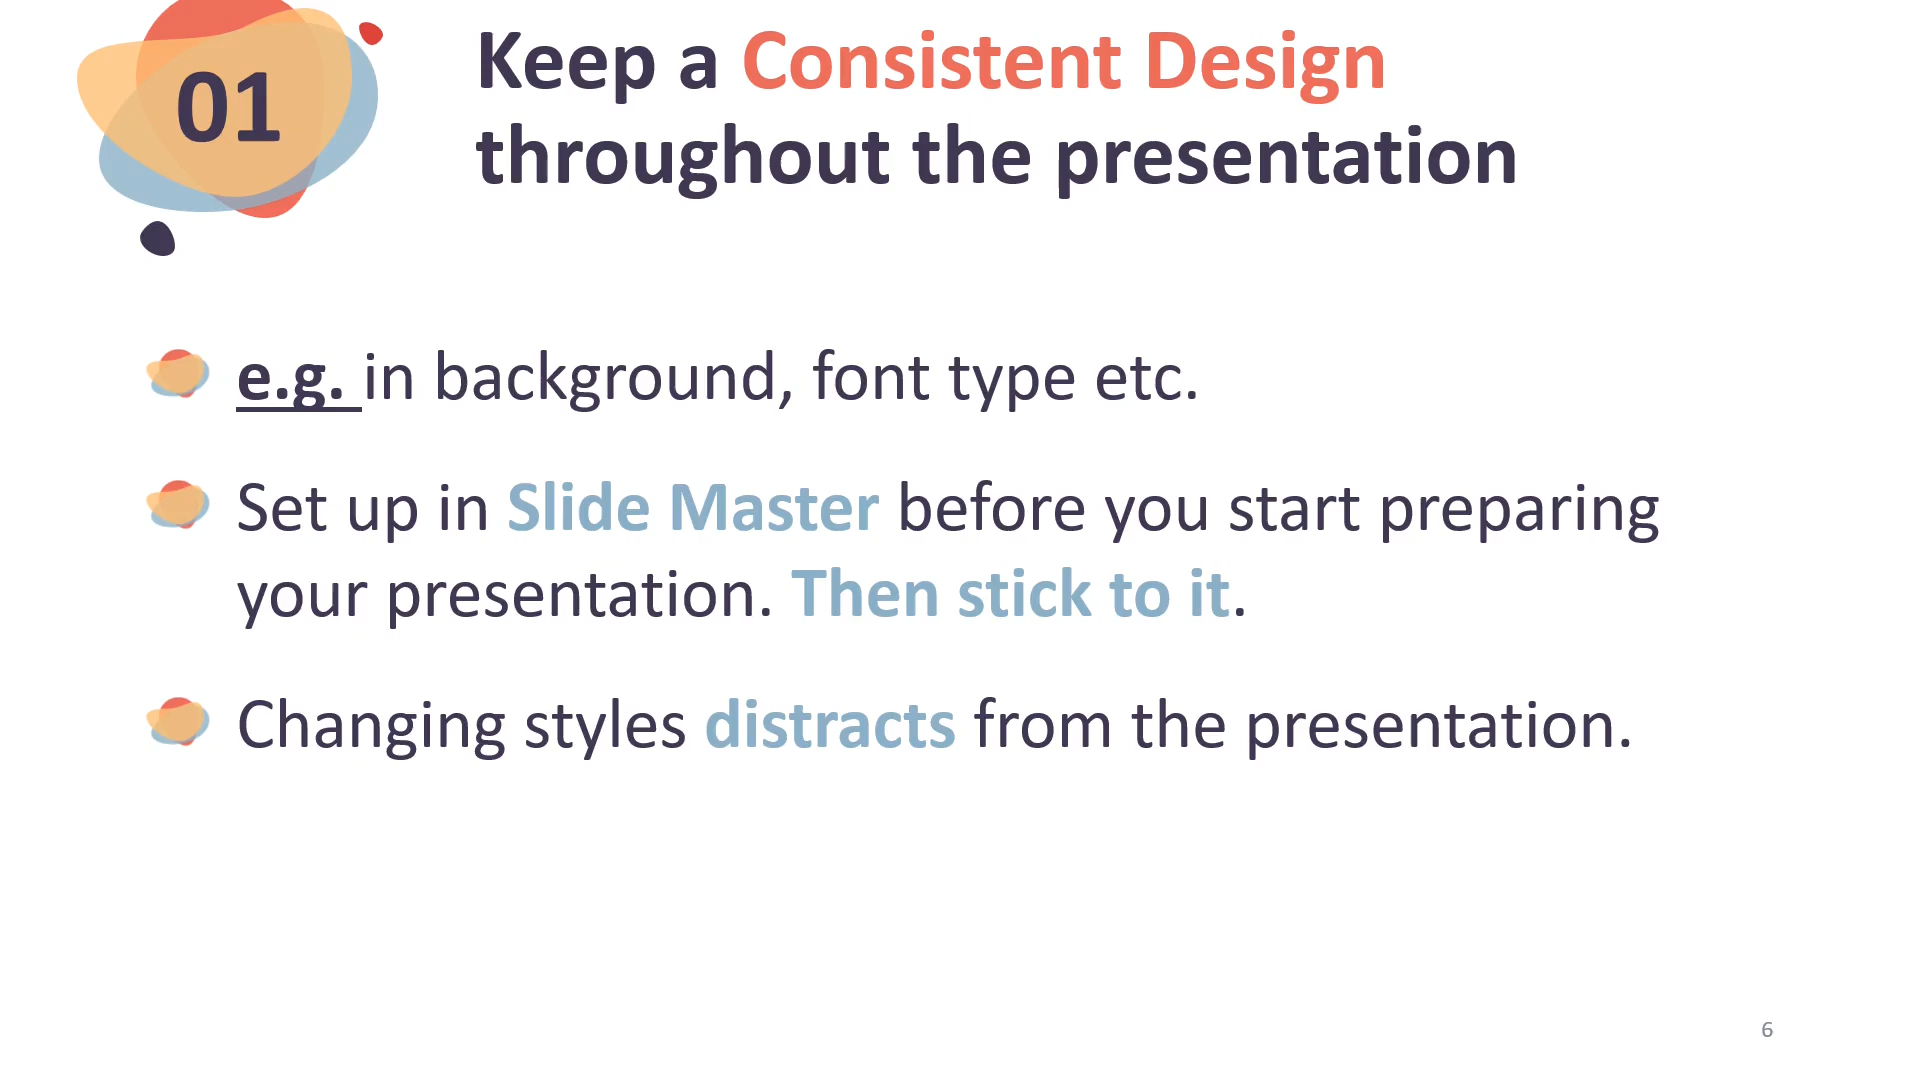 01
Keep a Consistent Design
throughout the presentation
e.g. in background, font type etc.
Set up in Slide Master before you start preparing
your presentation. Then stick to it.
Changing styles distracts from the presentation.
6